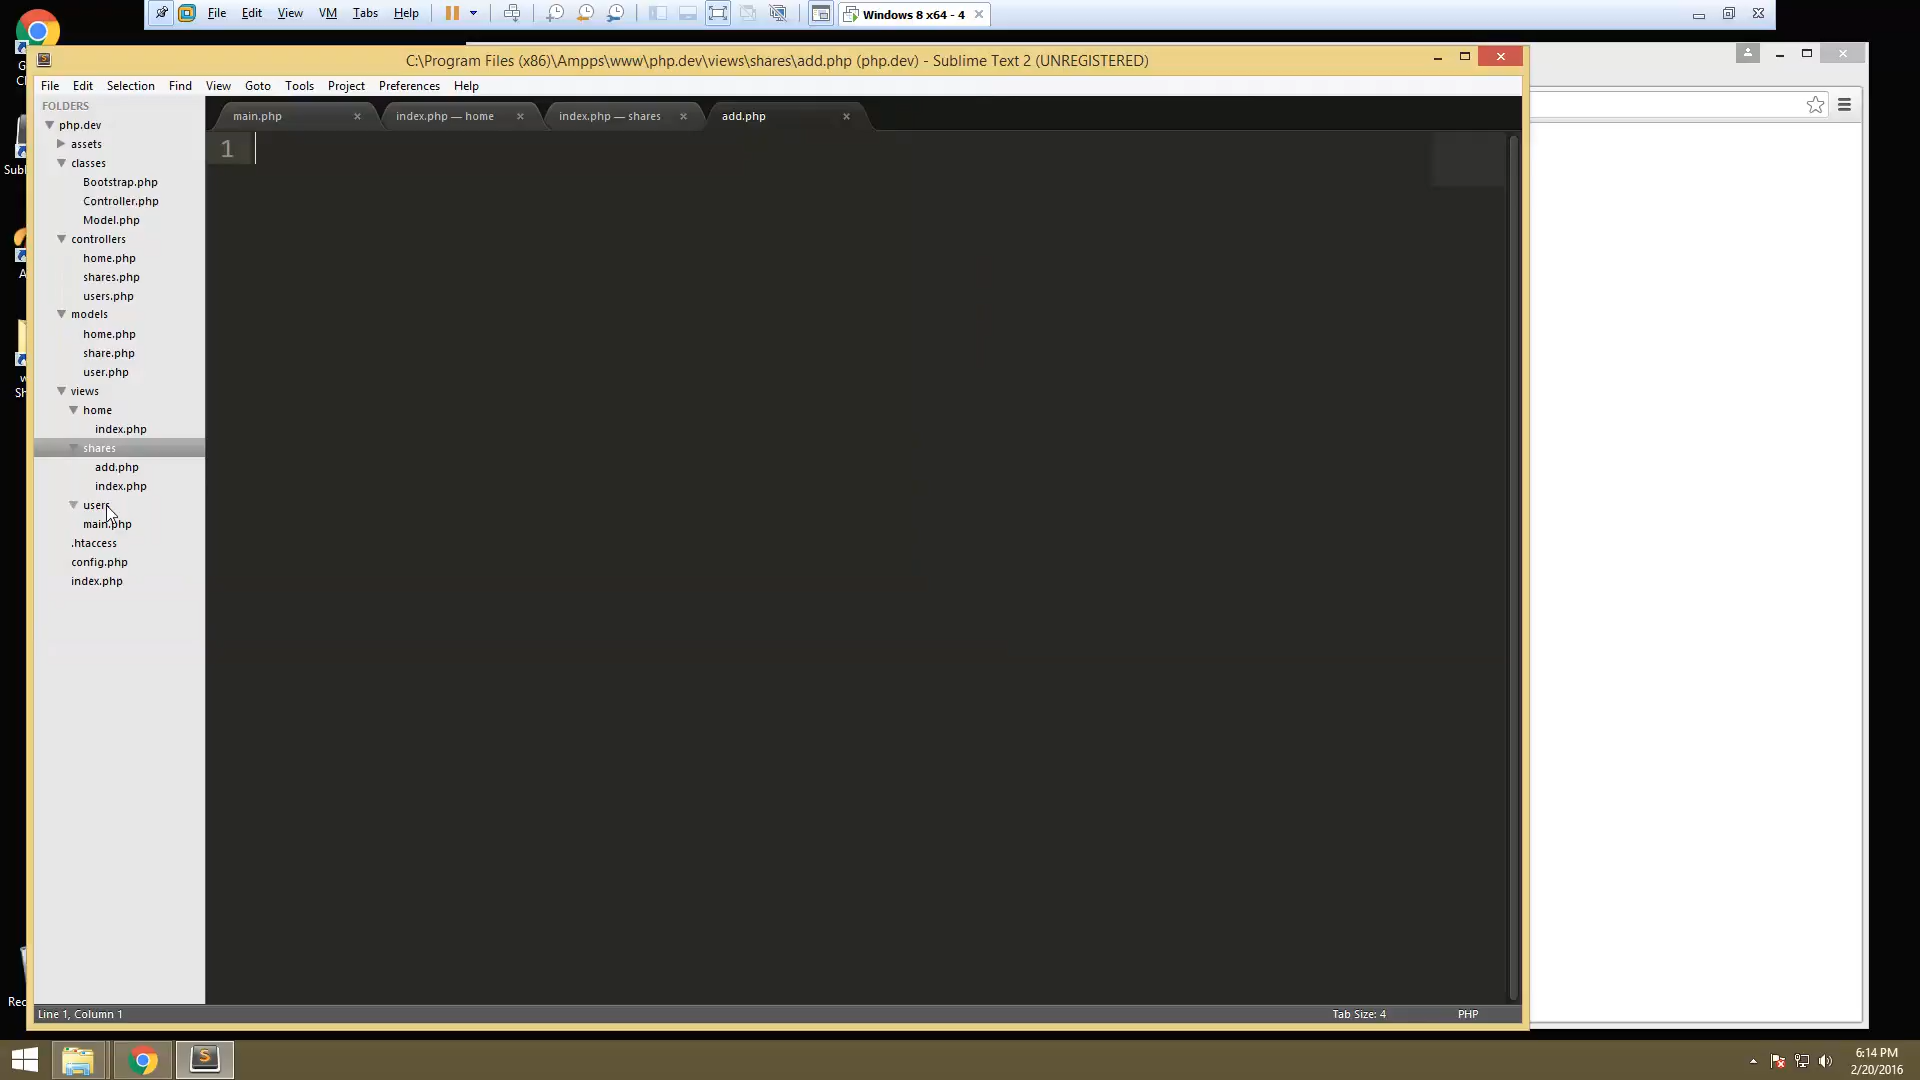 File Edit View VM Tabs Help
Windows 8 x64 - 4
C:\Program Files (x86)\Ampps\www\php.dev\views\shares\add.php (php.dev) - Sublime Text 2 (UNREGISTERED)
File Edit Selection Find View Goto Tools Project Preferences Help
FOLDERS
main.php
index.php — home
index.php — shares
add.php
php.dev
assets
classes
Bootstrap.php
Controller.php
Model.php
controllers
home.php
shares.php
users.php
models
home.php
share.php
user.php
views
home
index.php
shares
add.php
index.php
users
main.php
.htaccess
config.php
index.php
1
Line 1, Column 1
Tab Size: 4
PHP
6:14 PM
2/20/2016